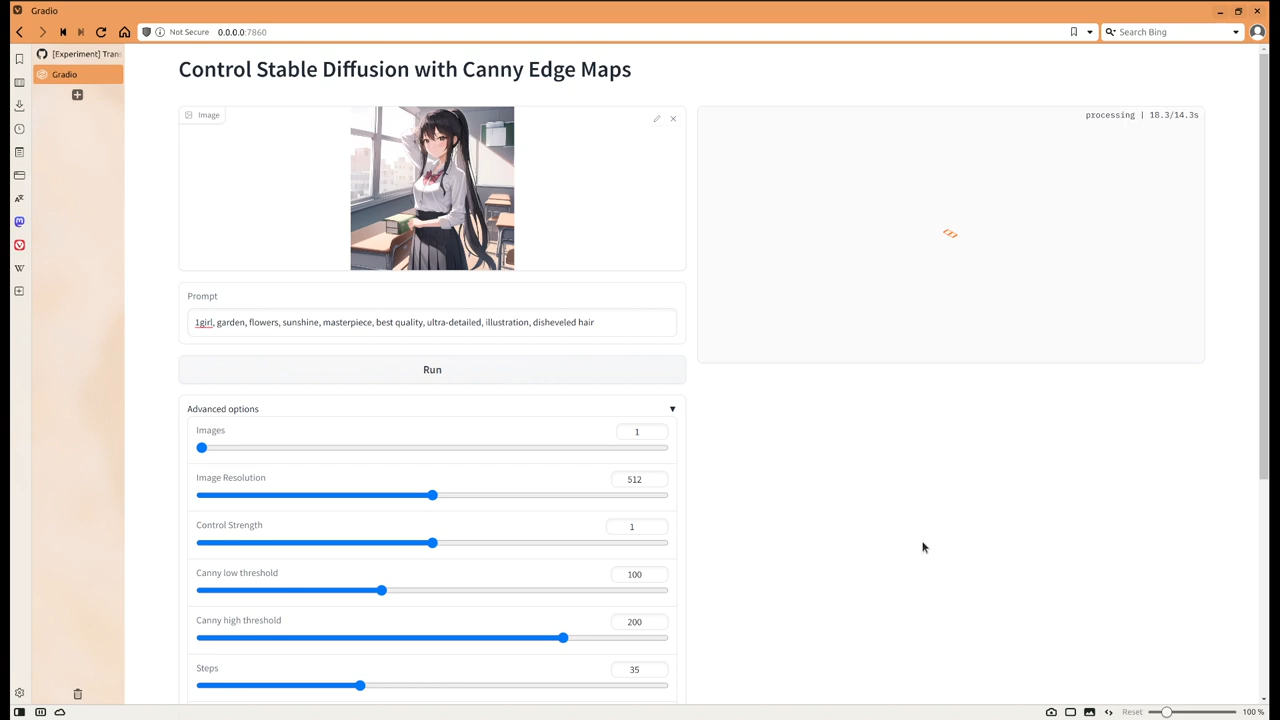 Gradio
Not Secure 0.0.0.0:7860
Search Bing
[Experiment] Trans
Gradio
Control Stable Diffusion with Canny Edge Maps
Image
processing | 18.3/14.3s
Prompt
1girl, garden, flowers, sunshine, masterpiece, best quality, ultra-detailed, illustration, disheveled hair
Run
Advanced options ▼
Images
1
Image Resolution
512
Control Strength
1
Canny low threshold
100
Canny high threshold
200
Steps
35
Reset
100 %